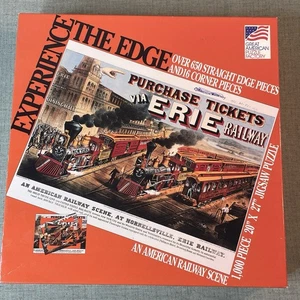 EXPERIENCE THE EDGE
OVER 650 STRAIGHT EDGE PIECES
AND 16 CORNER PIECES
GREAT
AMERICAN
PUZZLE
FACTORY
PURCHASE TICKETS
VIA
ERIE
RAILWAY
AN AMERICAN RAILWAY SCENE, AT HORNELLSVILLE, ERIE RAILWAY.
1,000 PIECE 20" X 27" JIGSAW PUZZLE
AN AMERICAN RAILWAY SCENE